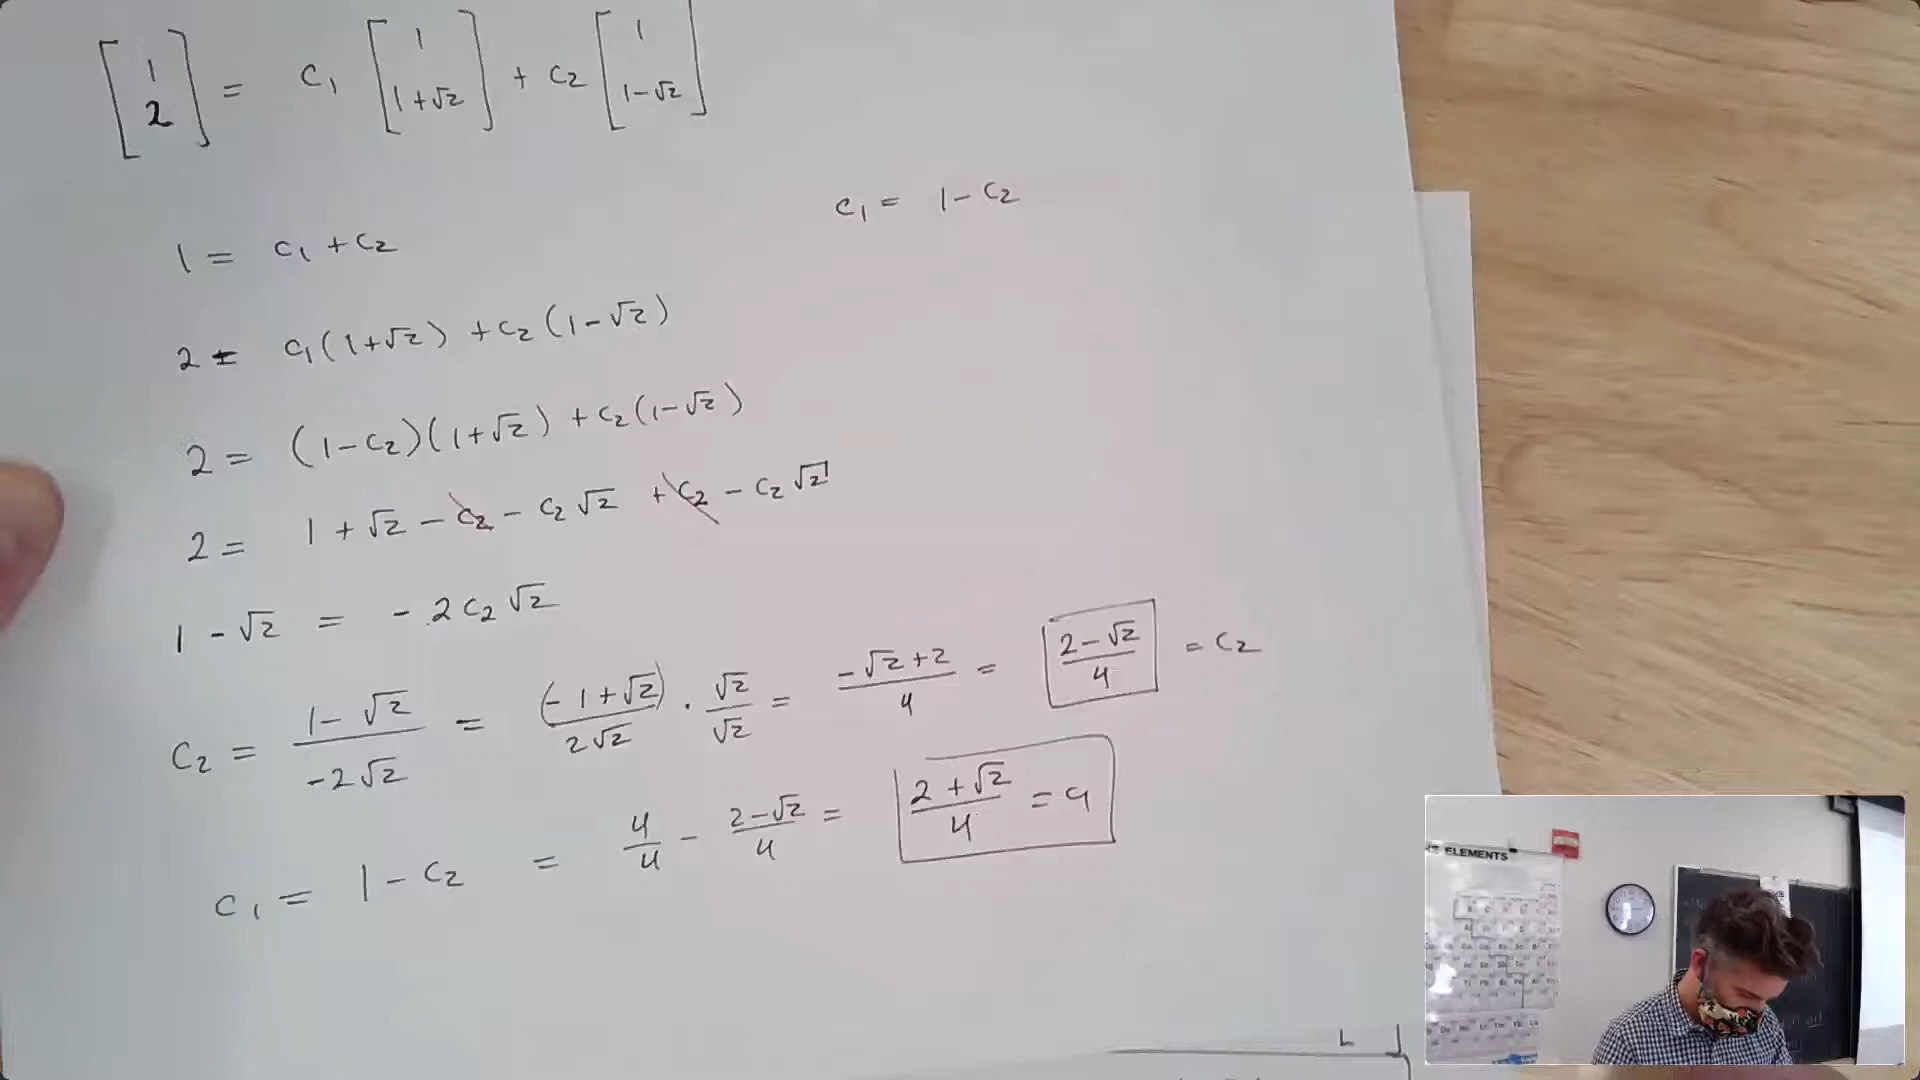 [1 2] = c₁ [1 1+√2] + c₂ [1 1-√2]
c₁ = 1 - c₂
1 = c₁ + c₂
2 = c₁(1+√2) + c₂(1-√2)
2 = (1-c₂)(1+√2) + c₂(1-√2)
2 = 1 + √2 - c₂ - c₂√2 + c₂ - c₂√2
1 - √2 = -2c₂√2
c₂ = (1-√2)/(-2√2) = (-1+√2)/(2√2) · √2/√2 = (-√2+2)/4 = (2-√2)/4 = c₂
c₁ = 1 - c₂ = 4/4 - (2-√2)/4 = (2+√2)/4 = c₁
ELEMENTS